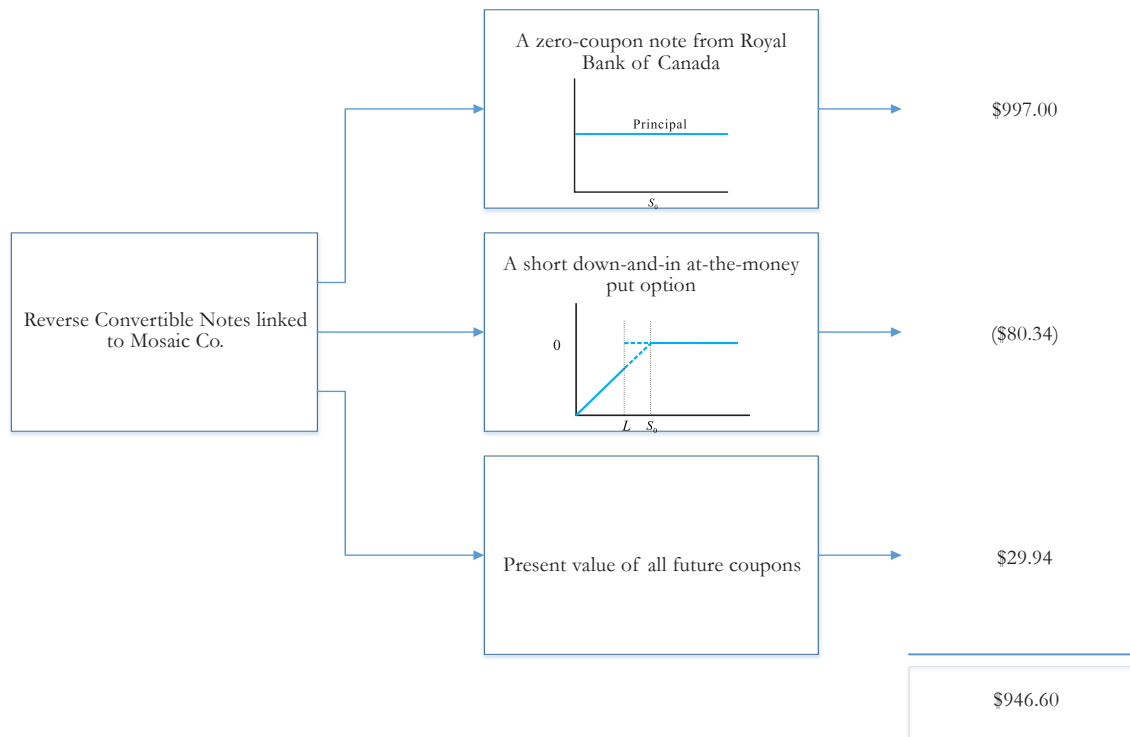 A zero-coupon note from Royal
Bank of Canada
Principal
S₀
$997.00
Reverse Convertible Notes linked
to Mosaic Co.
A short down-and-in at-the-money
put option
0
L S₀
($80.34)
Present value of all future coupons
$29.94
$946.60